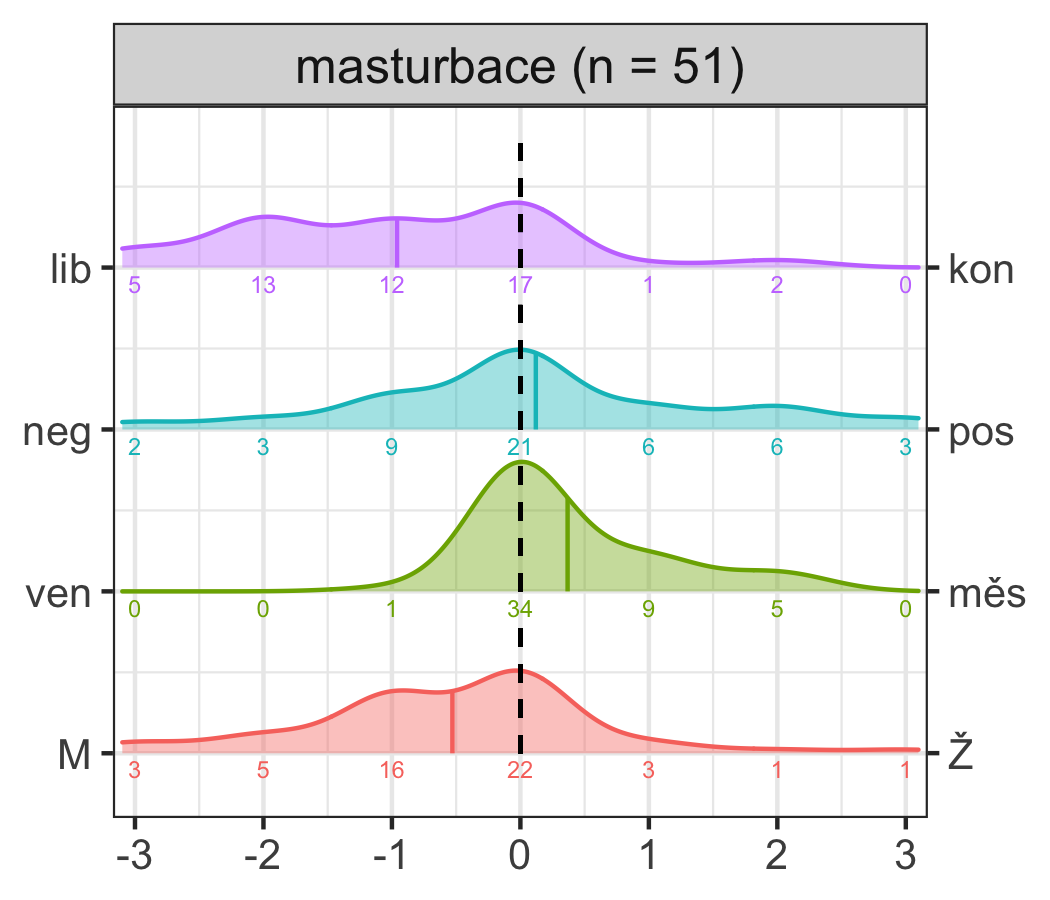 masturbace (n = 51)
lib kon
5 13 12 17 1 2 0
neg pos
2 3 9 21 6 6 3
ven měs
0 0 1 34 9 5 0
M Ž
3 5 16 22 3 1 1
-3 -2 -1 0 1 2 3